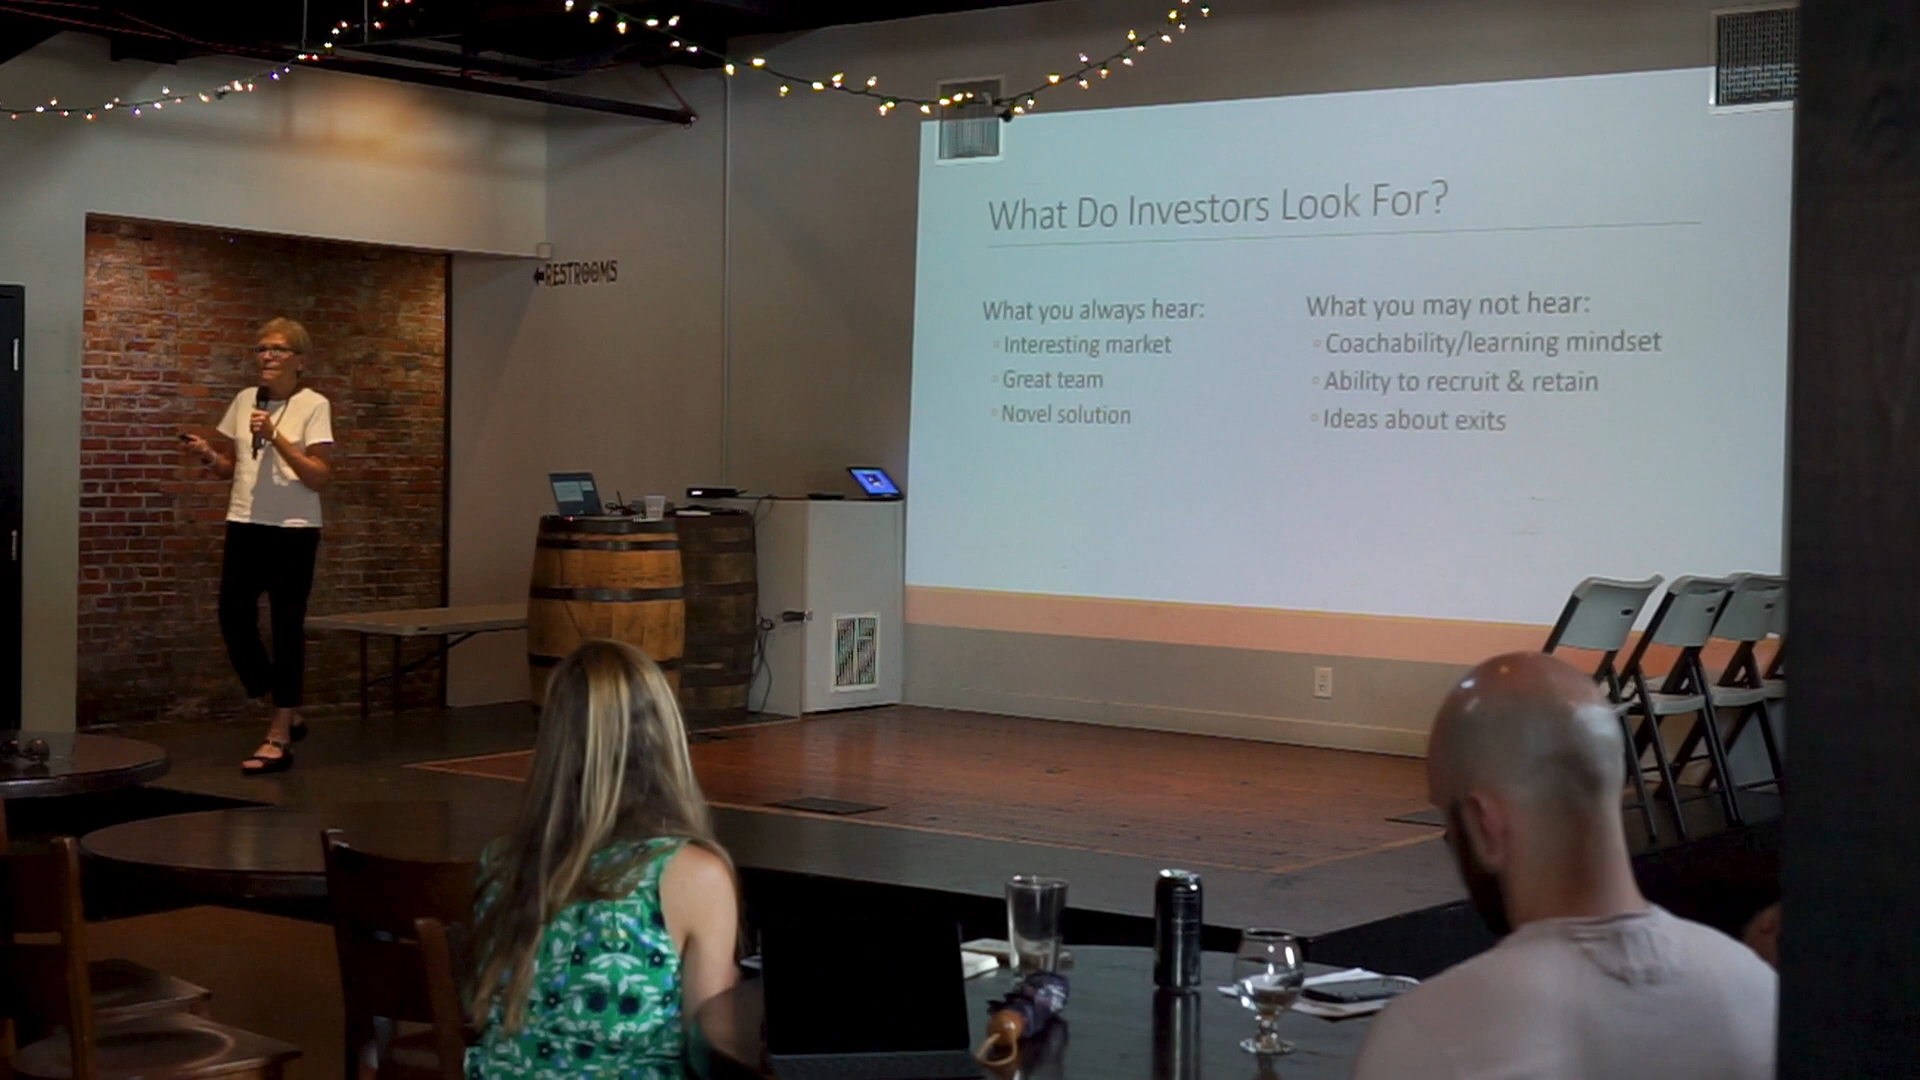 What Do Investors Look For?
What you always hear:
Interesting market
Great team
Novel solution
What you may not hear:
Coachability/learning mindset
Ability to recruit & retain
Ideas about exits
←RESTROOMS